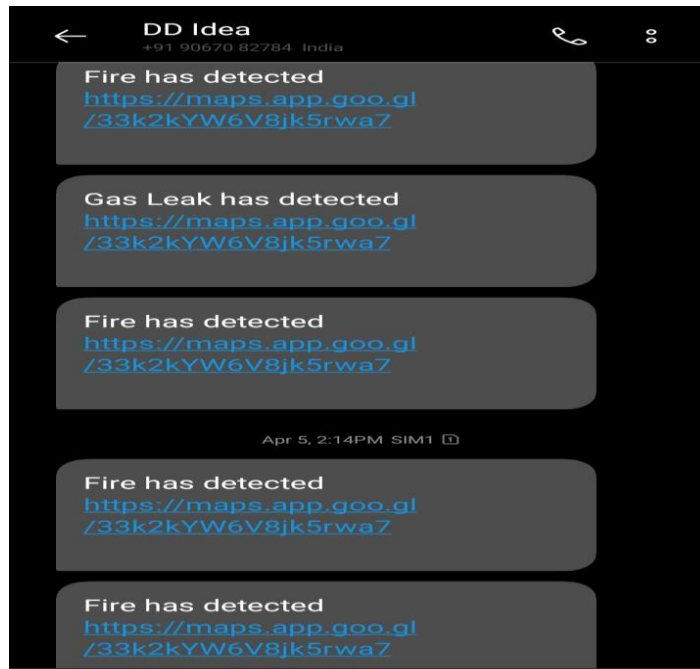 DD Idea
+91 90670 82784 India
Fire has detected
https://maps.app.goo.gl
/33k2kYW6V8jk5rwa7
Gas Leak has detected
https://maps.app.goo.gl
/33k2kYW6V8jk5rwa7
Fire has detected
https://maps.app.goo.gl
/33k2kYW6V8jk5rwa7
Apr 5, 2:14PM SIM1 1
Fire has detected
https://maps.app.goo.gl
/33k2kYW6V8jk5rwa7
Fire has detected
https://maps.app.goo.gl
/33k2kYW6V8jk5rwa7